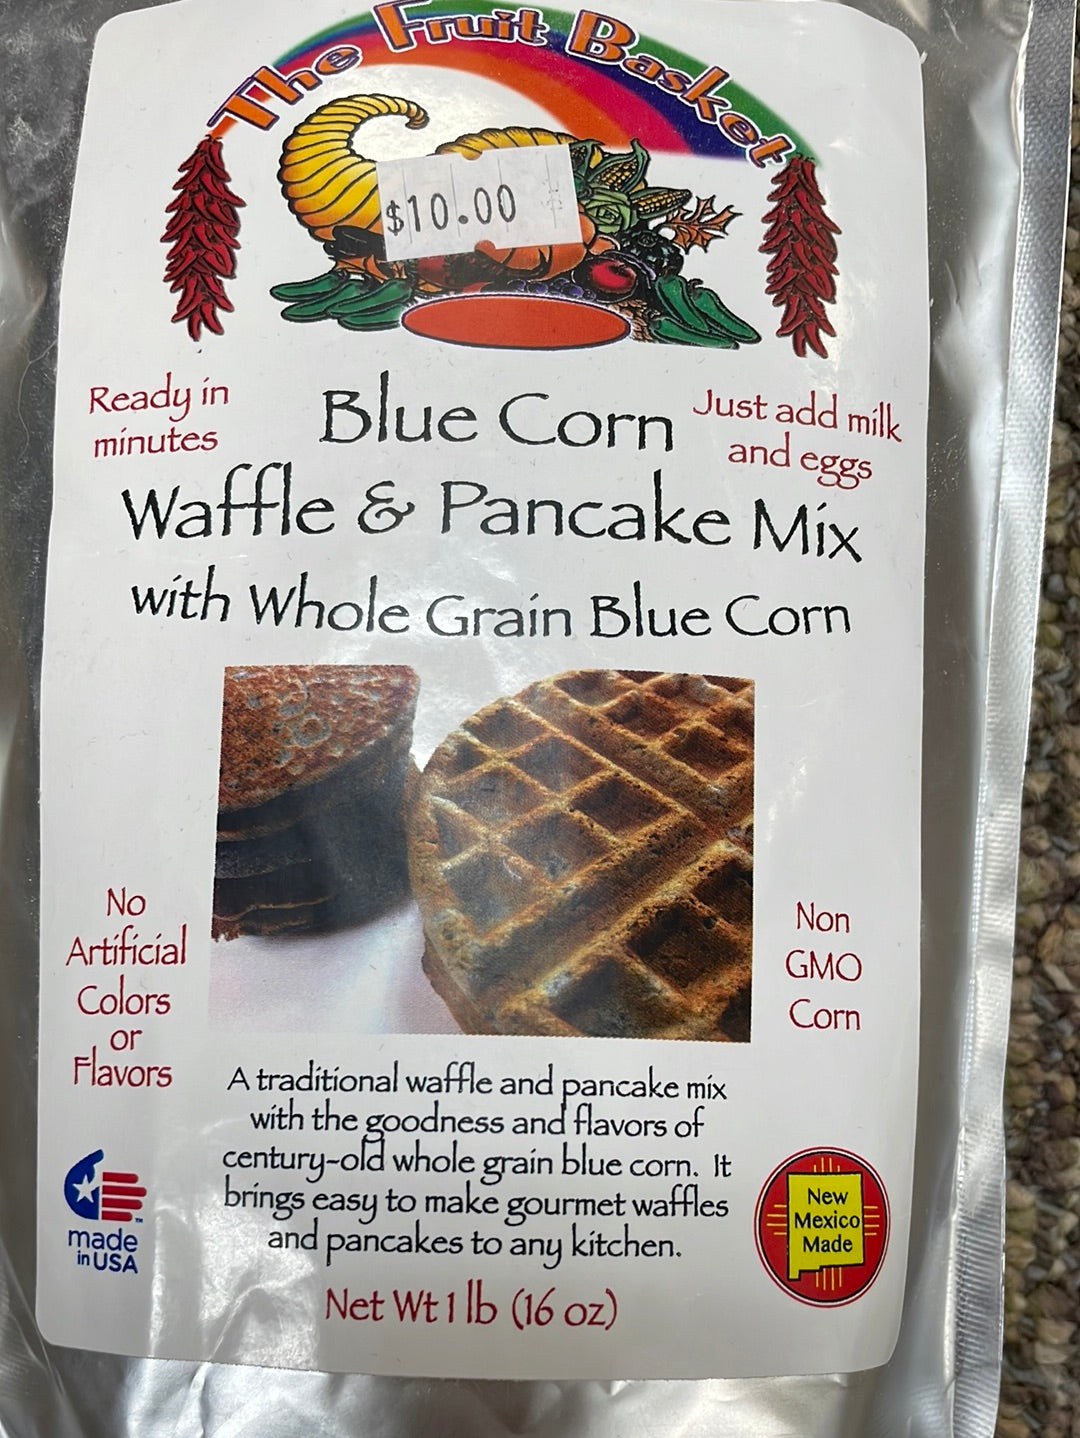 The Fruit Basket
$10.00
Ready in
minutes
Blue Corn
Just add milk
and eggs
Waffle & Pancake Mix
with Whole Grain Blue Corn
No
Artificial
Colors
or
Flavors
Non
GMO
Corn
A traditional waffle and pancake mix
with the goodness and flavors of
century-old whole grain blue corn. It
brings easy to make gourmet waffles
and pancakes to any kitchen.
made
in USA
™
New
Mexico
Made
Net Wt 1 lb (16 oz)